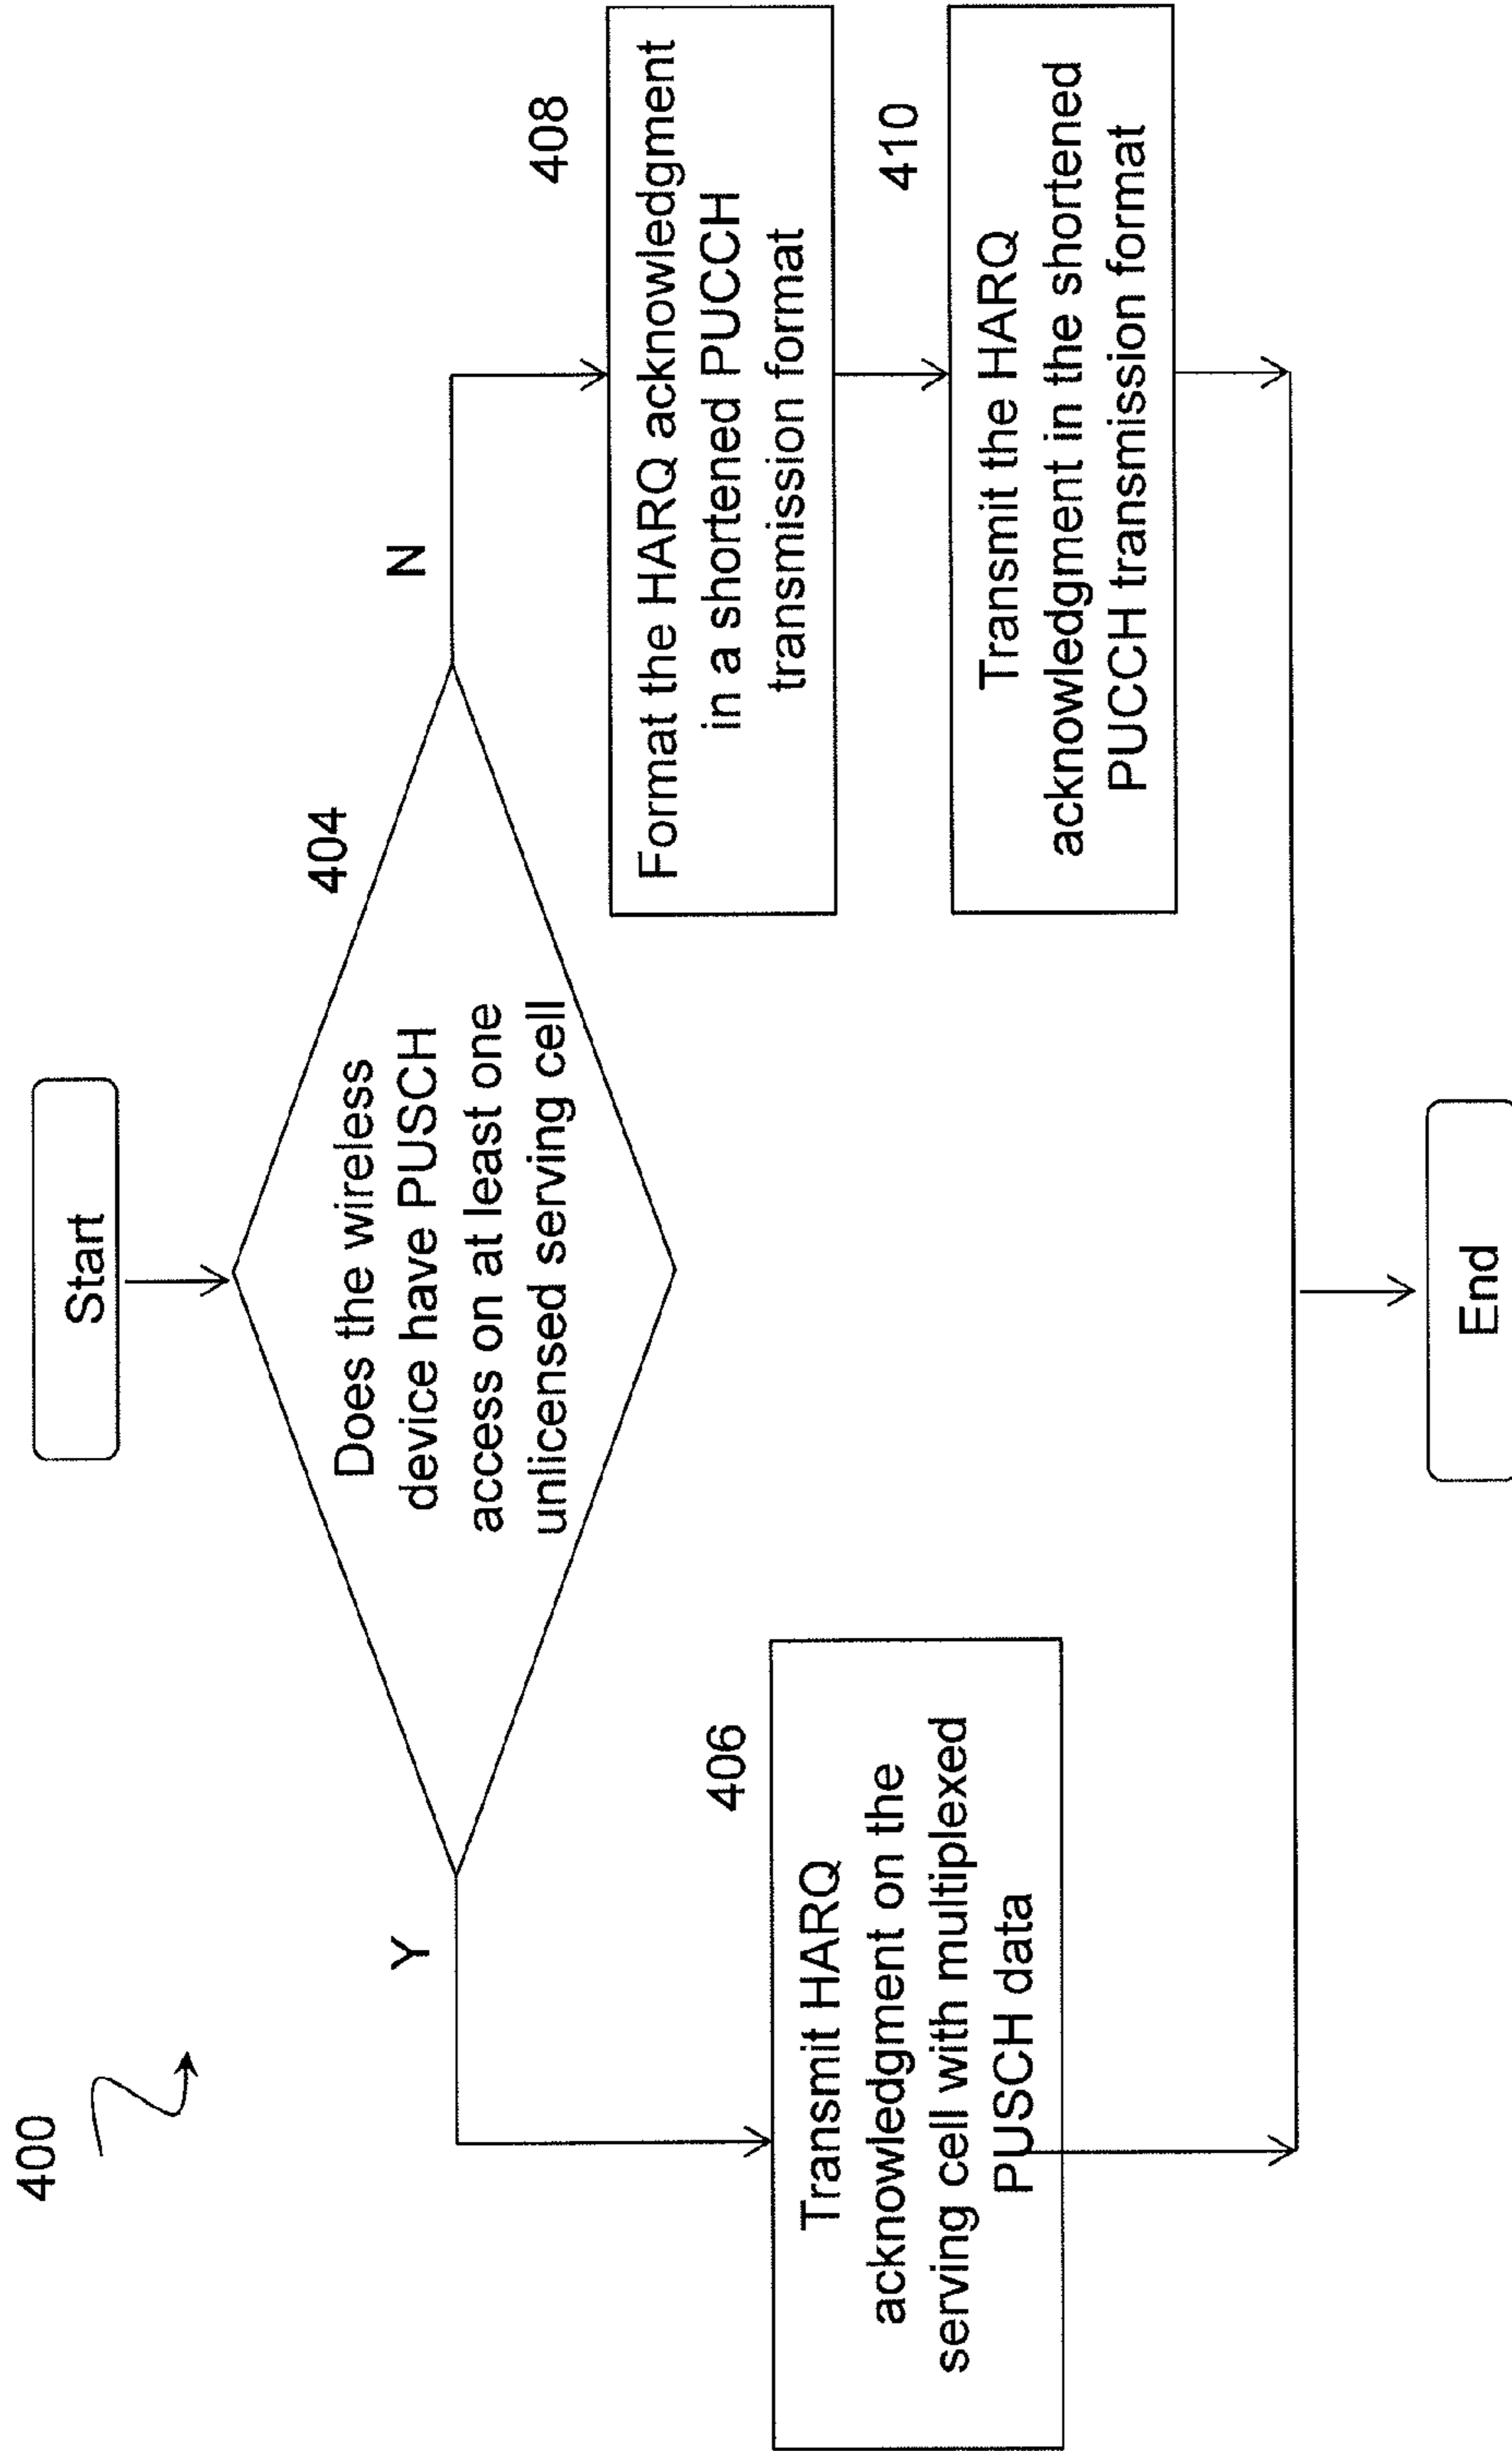 400
Start
404
Does the wireless
device have PUSCH
access on at least one
unlicensed serving cell
Y
N
406
Transmit HARQ
acknowledgment on the
serving cell with multiplexed
PUSCH data
408
Format the HARQ acknowledgment
in a shortened PUCCH
transmission format
410
Transmit the HARQ
acknowledgment in the shortened
PUCCH transmission format
End